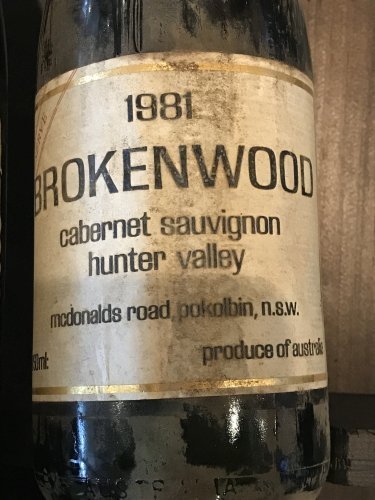 1981
BROKENWOOD
cabernet sauvignon
hunter valley
mcdonalds road, pokolbin, n.s.w.
produce of australia